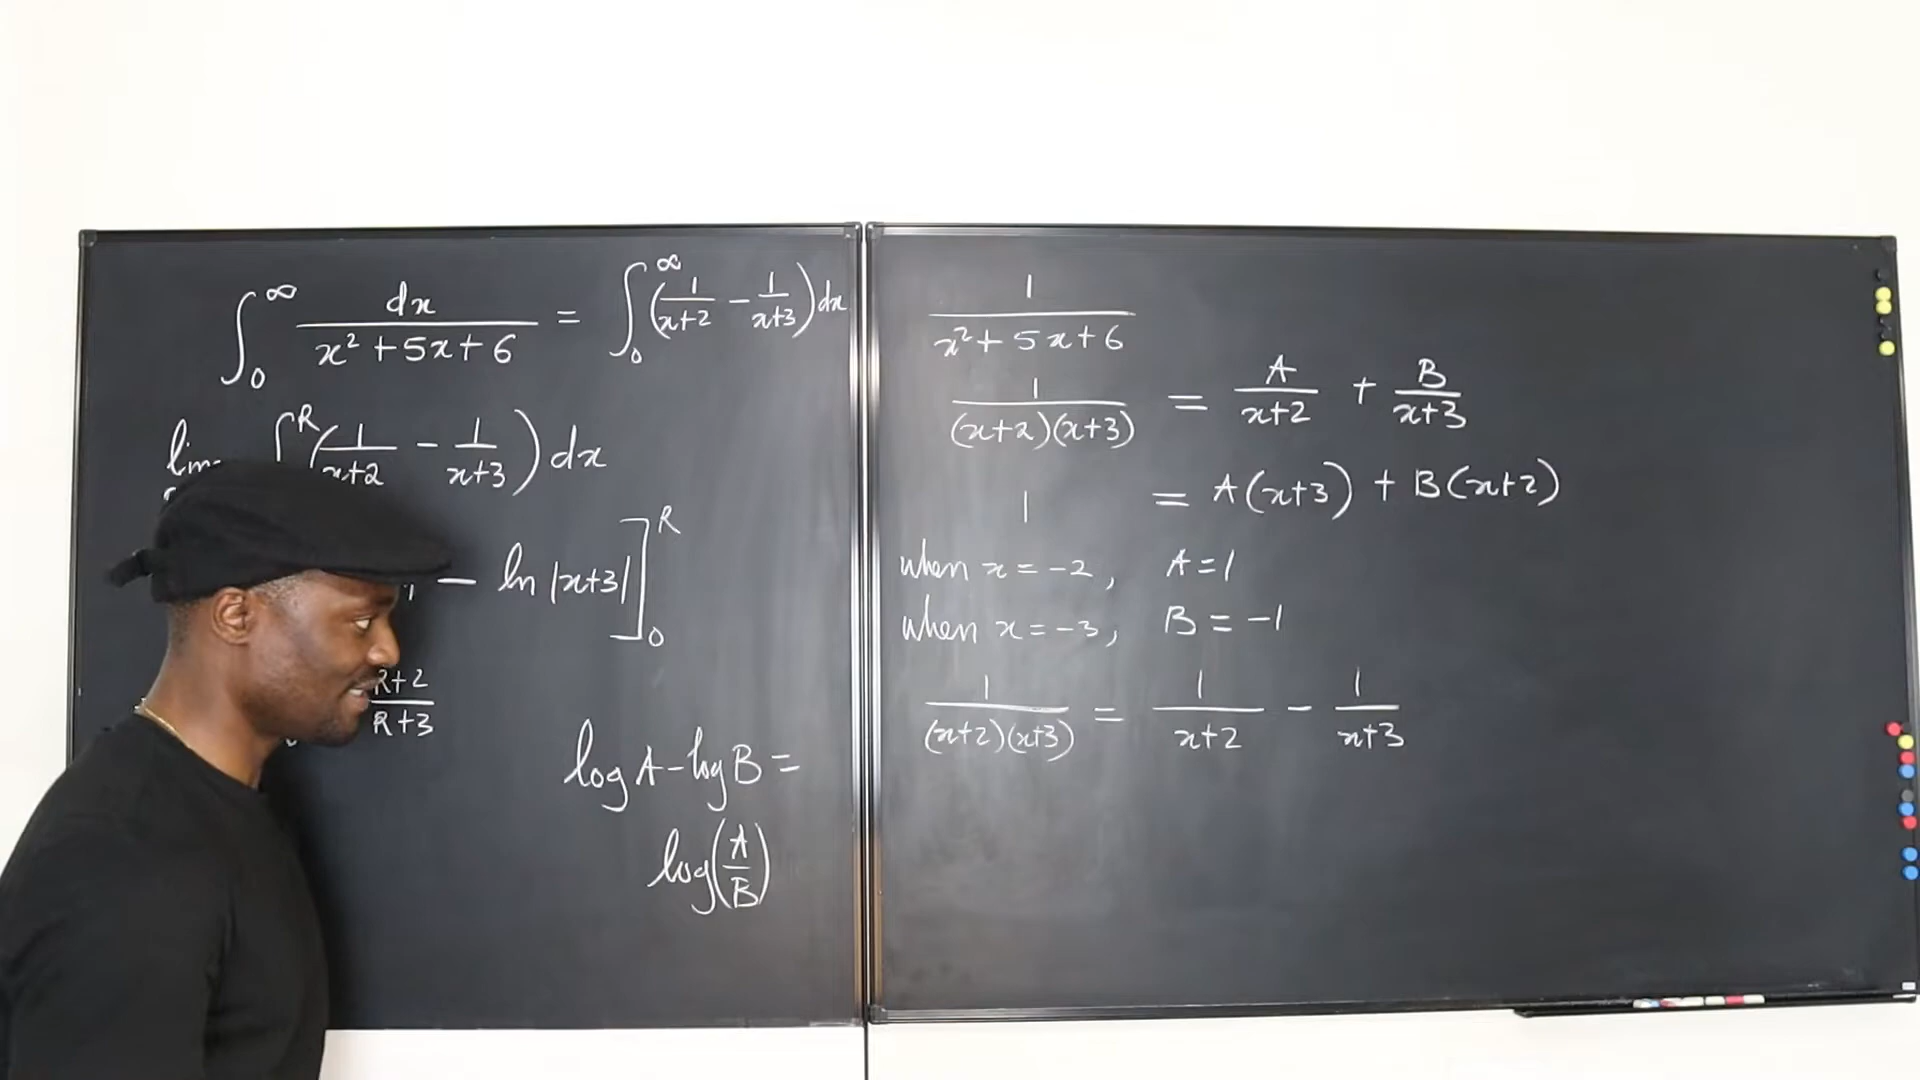 ∫₀^∞ dx/(x² + 5x + 6) = ∫₀^∞ (1/(x+2) − 1/(x+3)) dx
lim ∫^R (1/(x+2) − 1/(x+3)) dx
− ln |x+3| ]₀^R
(R+2)/(R+3)
log A − log B =
log(A/B)
1/(x² + 5x + 6)
1/((x+2)(x+3)) = A/(x+2) + B/(x+3)
1 = A(x+3) + B(x+2)
when x = −2, A = 1
when x = −3, B = −1
1/((x+2)(x+3)) = 1/(x+2) − 1/(x+3)